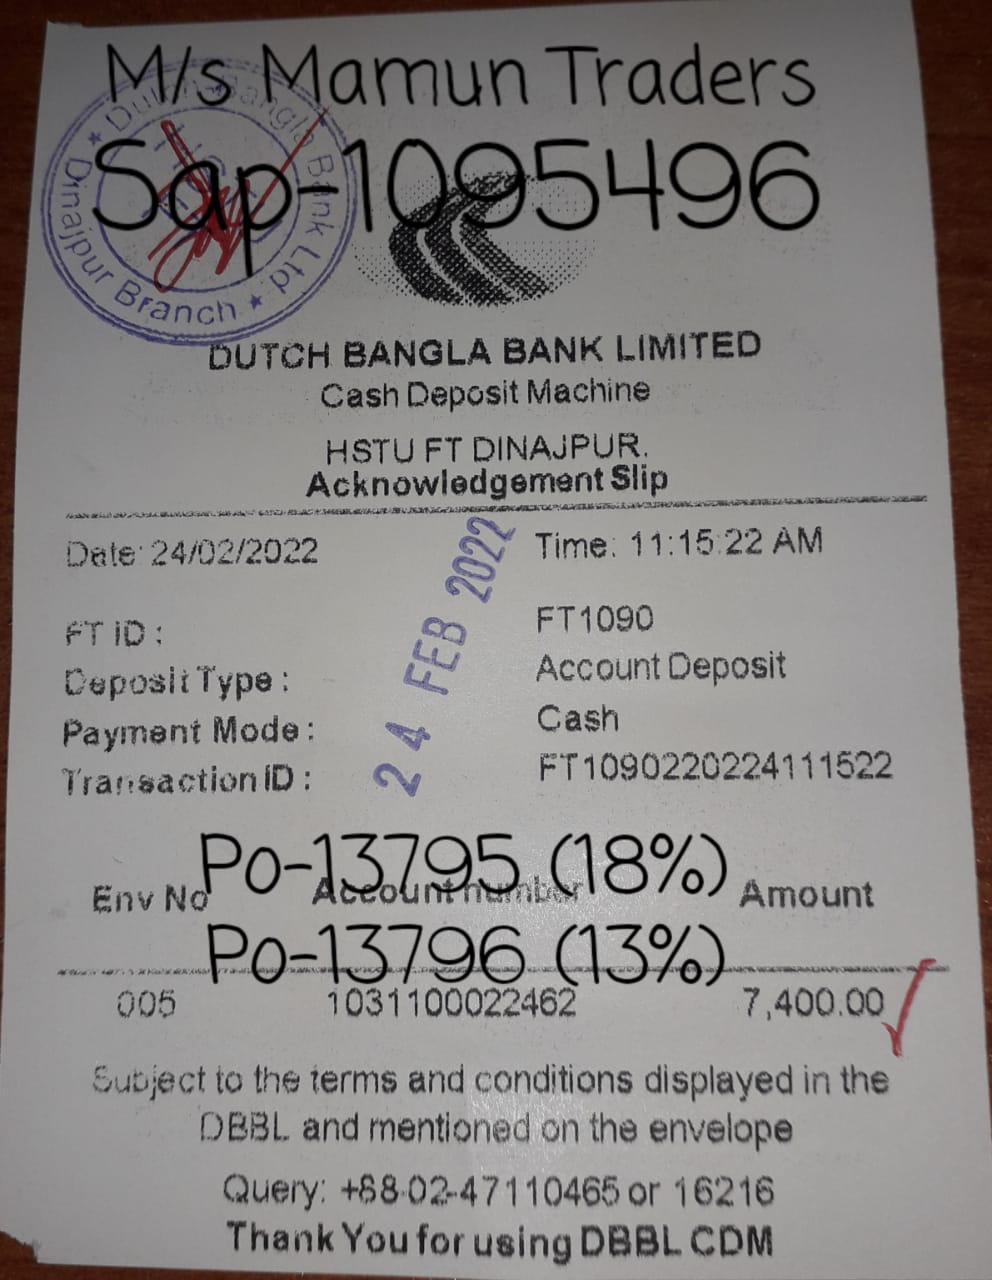 M/s Mamun Traders
Sap-1095496
Dutch Bangla Bank Ltd
Dinajpur Branch
DUTCH BANGLA BANK LIMITED
Cash Deposit Machine
HSTU FT DINAJPUR.
Acknowledgement Slip
Date: 24/02/2022 Time: 11:15:22 AM
24 FEB 2022
FT ID : FT1090
Deposit Type : Account Deposit
Payment Mode : Cash
Transaction ID : FT1090220224111522
Po-13795 (18%)
Env No Account number Amount
Po-13796 (13%)
005 1031100022462 7,400.00
Subject to the terms and conditions displayed in the
DBBL and mentioned on the envelope
Query: +88-02-47110465 or 16216
Thank You for using DBBL CDM